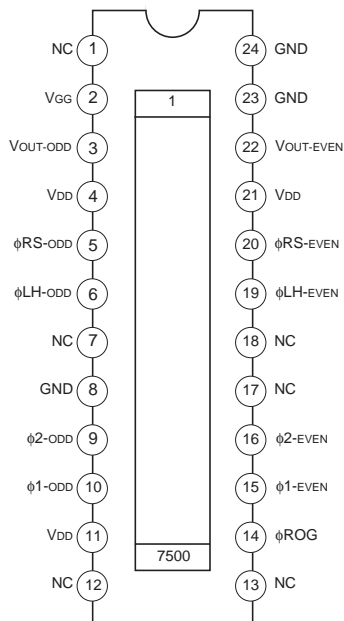 NC 1 24 GND
VGG 2 1 23 GND
VOUT-ODD 3 22 VOUT-EVEN
VDD 4 21 VDD
ϕRS-ODD 5 20 ϕRS-EVEN
ϕLH-ODD 6 19 ϕLH-EVEN
NC 7 18 NC
GND 8 17 NC
ϕ2-ODD 9 16 ϕ2-EVEN
ϕ1-ODD 10 15 ϕ1-EVEN
VDD 11 14 ϕROG
7500
NC 12 13 NC